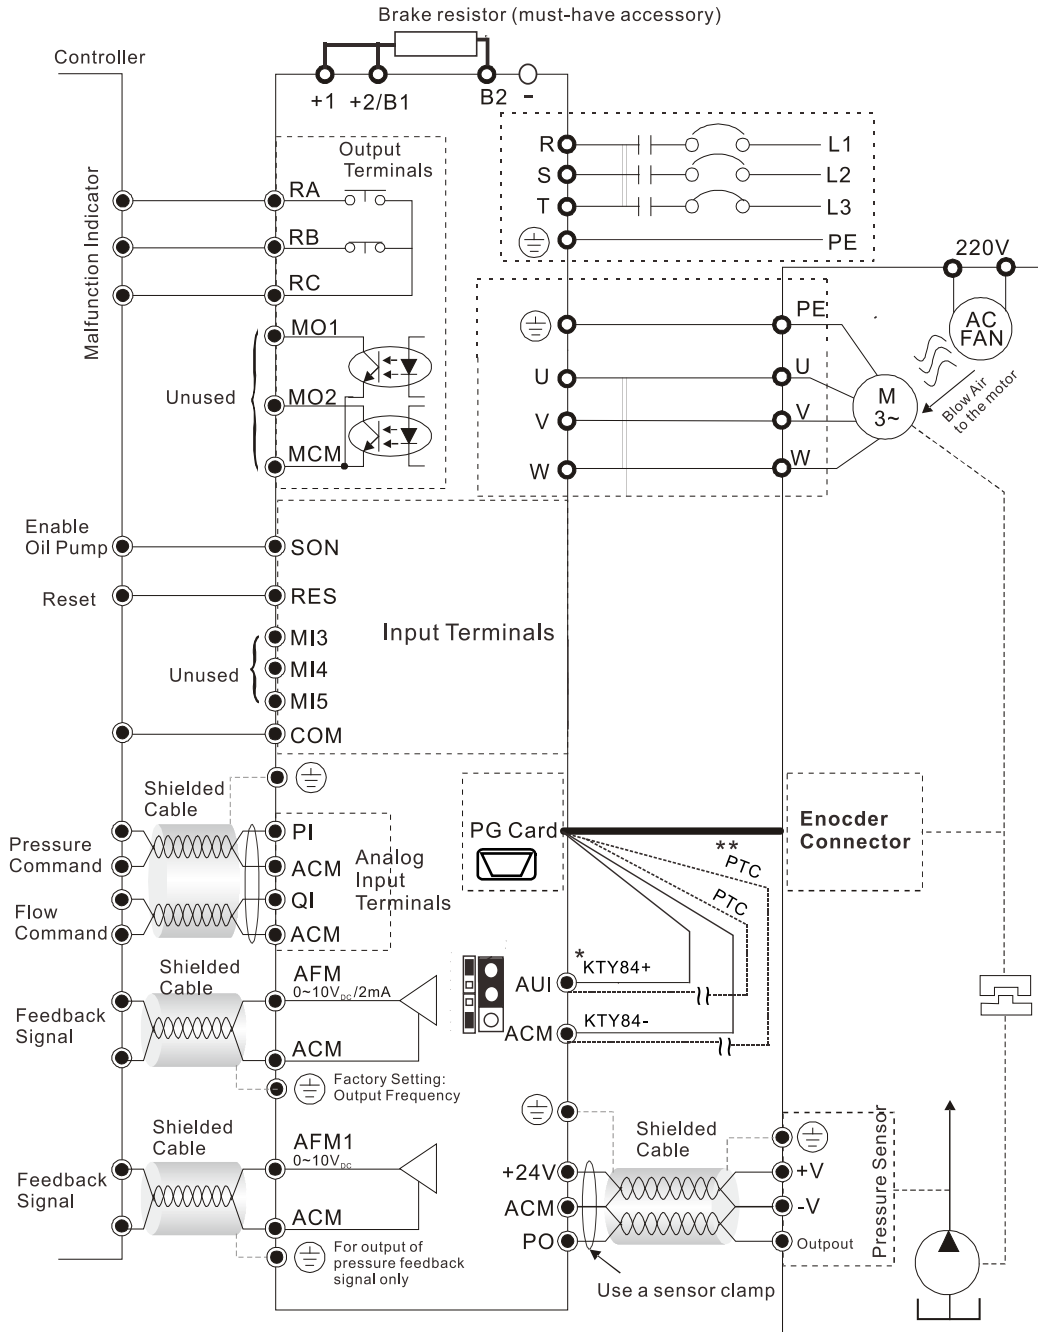 Brake resistor (must-have accessory)
Controller
+1
+2/B1
B2
-
Malfunction Indicator
Output
Terminals
RA
RB
RC
MO1
MO2
MCM
Unused
R
S
T
L1
L2
L3
PE
220V
AC
FAN
Blow Air
to the motor
PE
U
V
W
U
V
W
M
3~
Enable
Oil Pump
SON
Reset
RES
MI3
MI4
MI5
Unused
COM
Input Terminals
Shielded
Cable
Pressure
Command
Flow
Command
PI
ACM
QI
ACM
Analog
Input
Terminals
PG Card
Enocder
Connector
**
PTC
PTC
*
KTY84+
AUI
KTY84-
ACM
Shielded
Cable
Feedback
Signal
AFM
0~10VDC/2mA
ACM
Factory Setting:
Output Frequency
Shielded
Cable
Feedback
Signal
AFM1
0~10VDC
ACM
For output of
pressure feedback
signal only
Shielded
Cable
+24V
ACM
PO
+V
-V
Outpout
Pressure Sensor
Use a sensor clamp